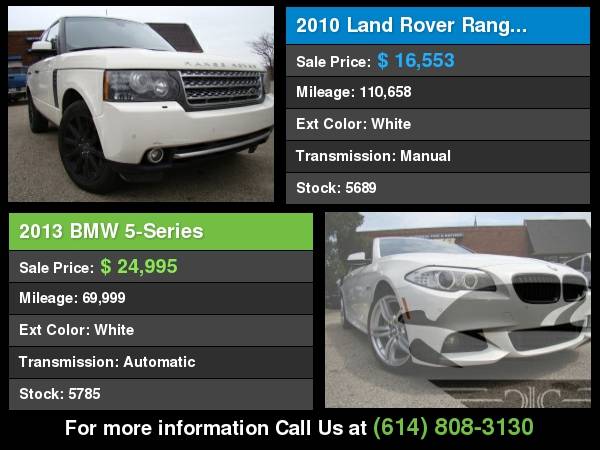 2010 Land Rover Rang...
Sale Price: $ 16,553
Mileage: 110,658
Ext Color: White
Transmission: Manual
Stock: 5689
2013 BMW 5-Series
Sale Price: $ 24,995
Mileage: 69,999
Ext Color: White
Transmission: Automatic
Stock: 5785
For more information Call Us at (614) 808-3130